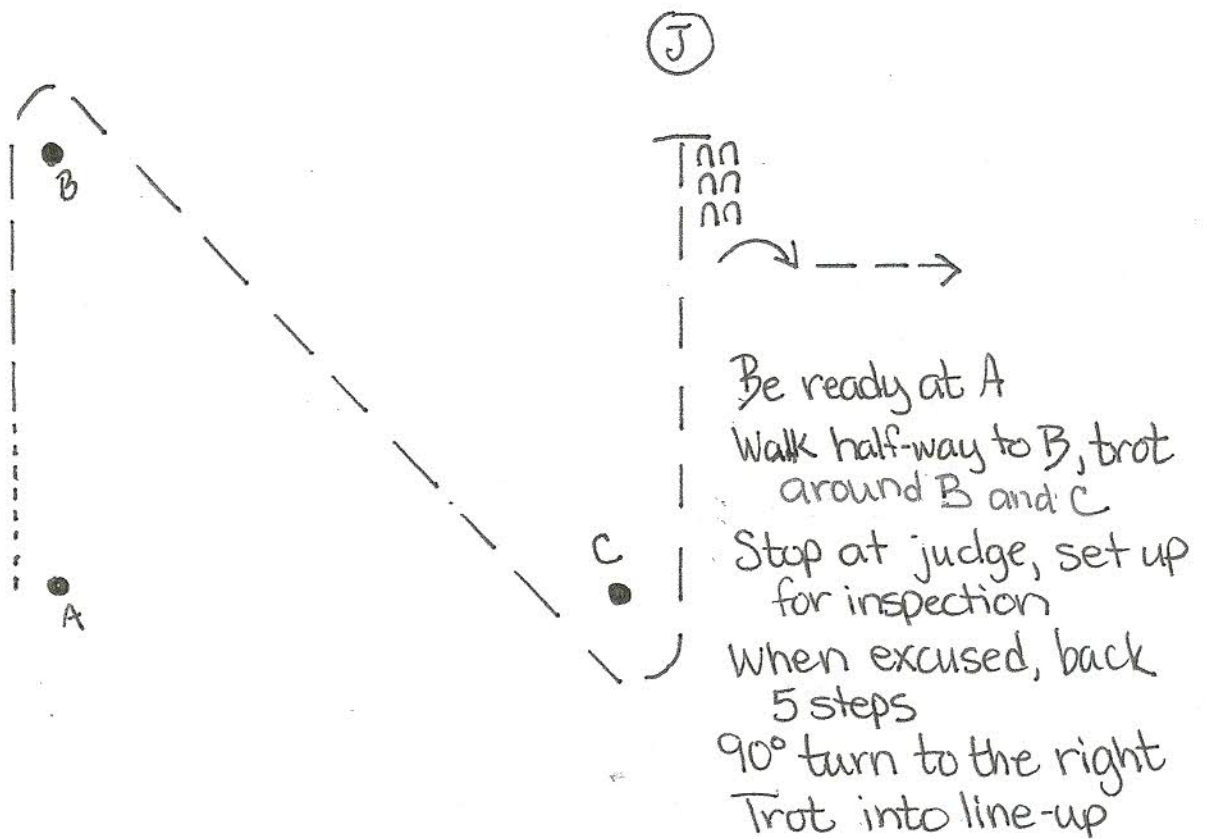 J
B
A
C
Be ready at A
Walk half-way to B, trot
around B and C
Stop at judge, set up
for inspection
when excused, back
5 steps
90° turn to the right
Trot into line-up